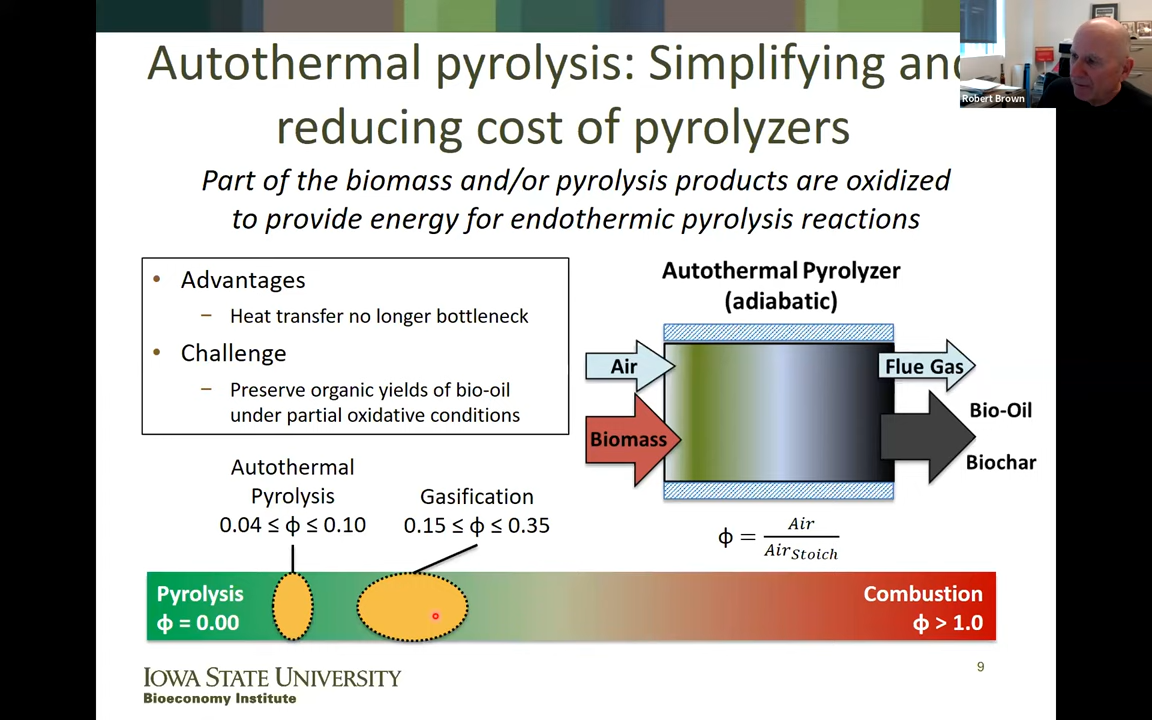 Autothermal pyrolysis: Simplifying and
reducing cost of pyrolyzers
Robert Brown
Part of the biomass and/or pyrolysis products are oxidized
to provide energy for endothermic pyrolysis reactions
• Advantages
– Heat transfer no longer bottleneck
• Challenge
– Preserve organic yields of bio-oil
under partial oxidative conditions
Autothermal Pyrolyzer
(adiabatic)
Air
Biomass
Flue Gas
Bio-Oil
Biochar
ϕ = Air / Air_Stoich
Autothermal
Pyrolysis
0.04 ≤ ϕ ≤ 0.10
Gasification
0.15 ≤ ϕ ≤ 0.35
Pyrolysis
ϕ = 0.00
Combustion
ϕ > 1.0
IOWA STATE UNIVERSITY
Bioeconomy Institute
9